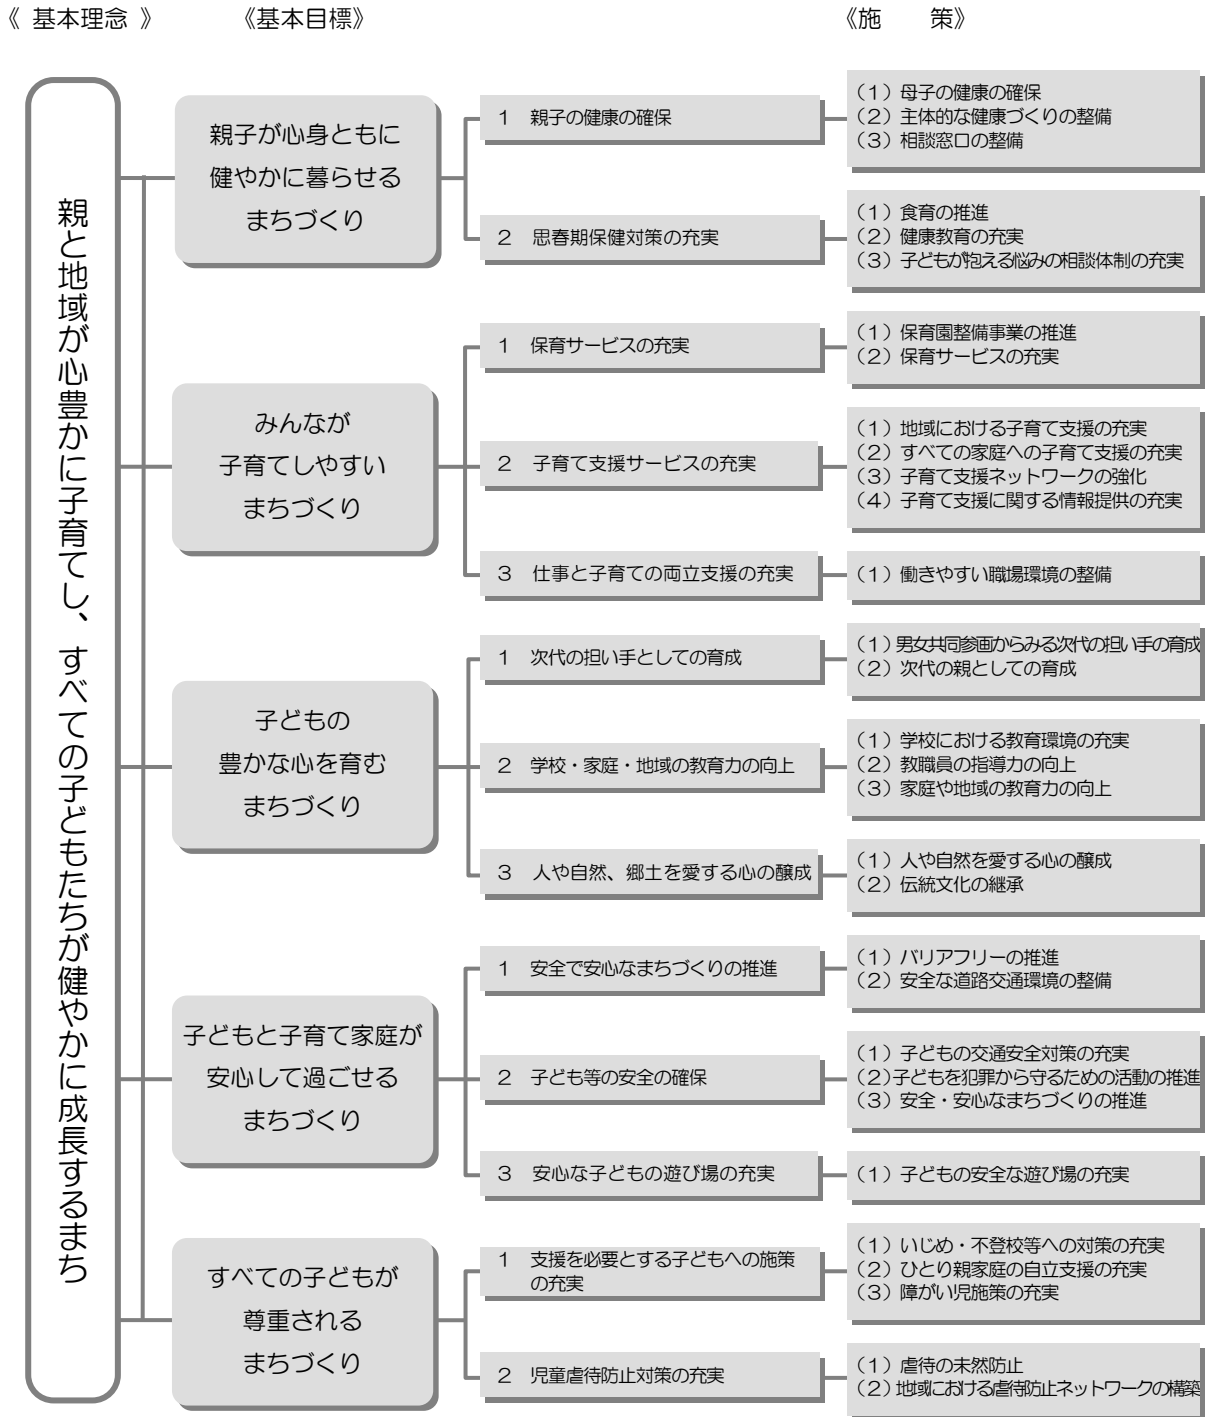 《 基本理念 》 《基本目標》 《施 策》
親と地域が心豊かに子育てし、すべての子どもたちが健やかに成長するまち
親子が心身ともに
健やかに暮らせる
まちづくり
1 親子の健康の確保
(1)母子の健康の確保
(2)主体的な健康づくりの整備
(3)相談窓口の整備
2 思春期保健対策の充実
(1)食育の推進
(2)健康教育の充実
(3)子どもが抱える悩みの相談体制の充実
みんなが
子育てしやすい
まちづくり
1 保育サービスの充実
(1)保育園整備事業の推進
(2)保育サービスの充実
2 子育て支援サービスの充実
(1)地域における子育て支援の充実
(2)すべての家庭への子育て支援の充実
(3)子育て支援ネットワークの強化
(4)子育て支援に関する情報提供の充実
3 仕事と子育ての両立支援の充実
(1)働きやすい職場環境の整備
子どもの
豊かな心を育む
まちづくり
1 次代の担い手としての育成
(1)男女共同参画からみる次代の担い手の育成
(2)次代の親としての育成
2 学校・家庭・地域の教育力の向上
(1)学校における教育環境の充実
(2)教職員の指導力の向上
(3)家庭や地域の教育力の向上
3 人や自然、郷土を愛する心の醸成
(1)人や自然を愛する心の醸成
(2)伝統文化の継承
子どもと子育て家庭が
安心して過ごせる
まちづくり
1 安全で安心なまちづくりの推進
(1)バリアフリーの推進
(2)安全な道路交通環境の整備
2 子ども等の安全の確保
(1)子どもの交通安全対策の充実
(2)子どもを犯罪から守るための活動の推進
(3)安全・安心なまちづくりの推進
3 安心な子どもの遊び場の充実
(1)子どもの安全な遊び場の充実
すべての子どもが
尊重される
まちづくり
1 支援を必要とする子どもへの施策
の充実
(1)いじめ・不登校等への対策の充実
(2)ひとり親家庭の自立支援の充実
(3)障がい児施策の充実
2 児童虐待防止対策の充実
(1)虐待の未然防止
(2)地域における虐待防止ネットワークの構築